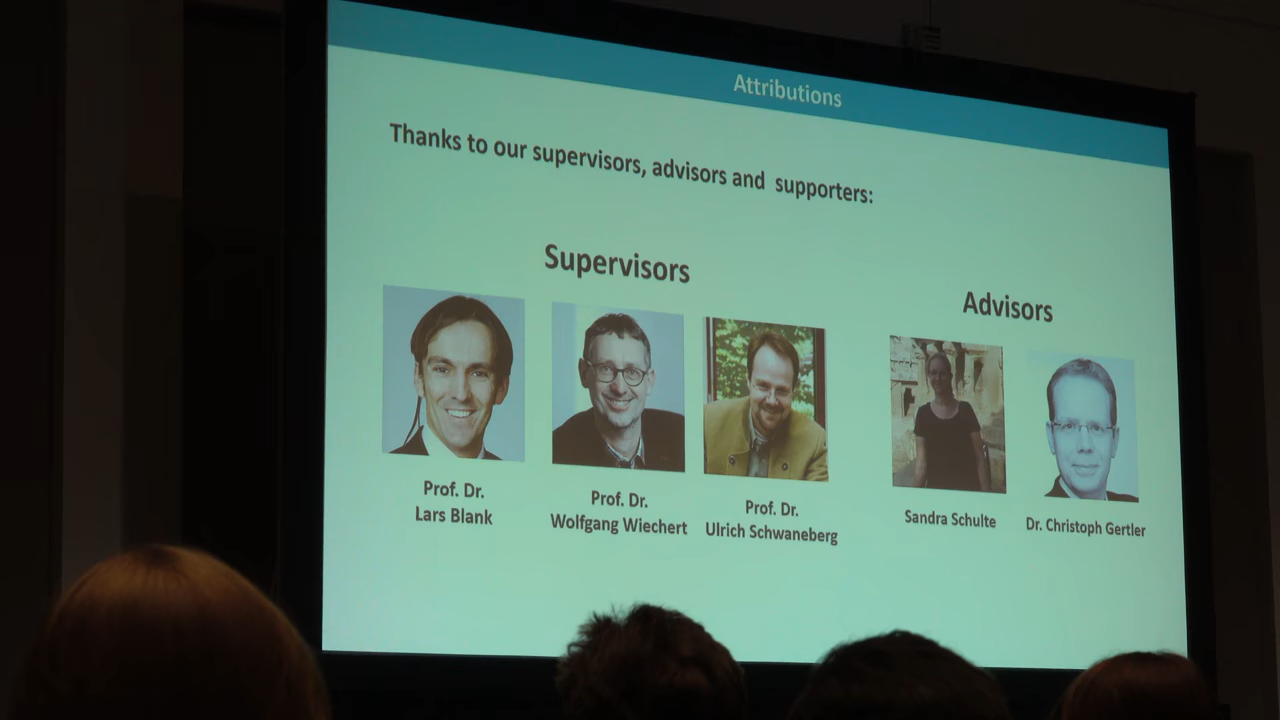 Attributions
Thanks to our supervisors, advisors and supporters:
Supervisors
Advisors
Prof. Dr.
Lars Blank
Prof. Dr.
Wolfgang Wiechert
Prof. Dr.
Ulrich Schwaneberg
Sandra Schulte
Dr. Christoph Gertler